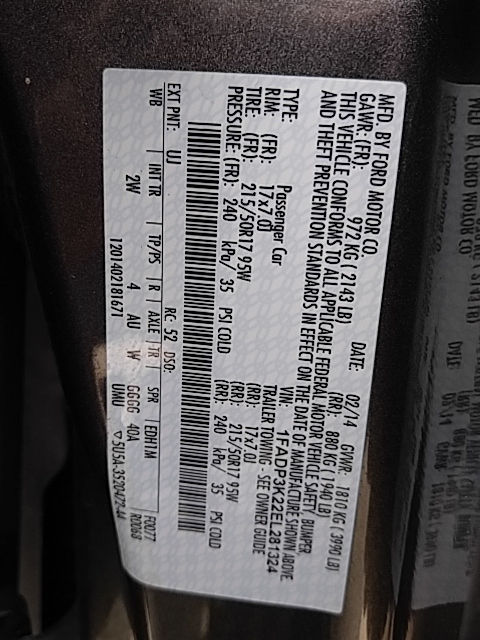 MFD. BY FORD MOTOR CO.
DATE: 02/14 GVWR: 1810 KG ( 3990 LB)
GAWR: (FR): 972 KG ( 2143 LB) (RR): 880 KG ( 1940 LB)
THIS VEHICLE CONFORMS TO ALL APPLICABLE FEDERAL MOTOR VEHICLE SAFETY BUMPER,
AND THEFT PREVENTION STANDARDS IN EFFECT ON THE DATE OF MANUFACTURE SHOWN ABOVE
VIN: 1FADP3K22EL281324
TYPE: Passenger Car TRAILER TOWING - SEE OWNER GUIDE
RIM: (FR): 17x7.0J (RR): 17x7.0J
TIRE: (FR): 215/50R17 95W (RR): 215/50R17 95W
PRESSURE: (FR): 240 kPa/ 35 PSI COLD (RR): 240 kPa/ 35 PSI COLD
EXT PNT: UJ RC: 52 DSO: F0077
WB INT TR TP/PS R AXLE TR SPR EDH1M R0068
2W 4 AU W GGGG 40A
1201402181671 UMU